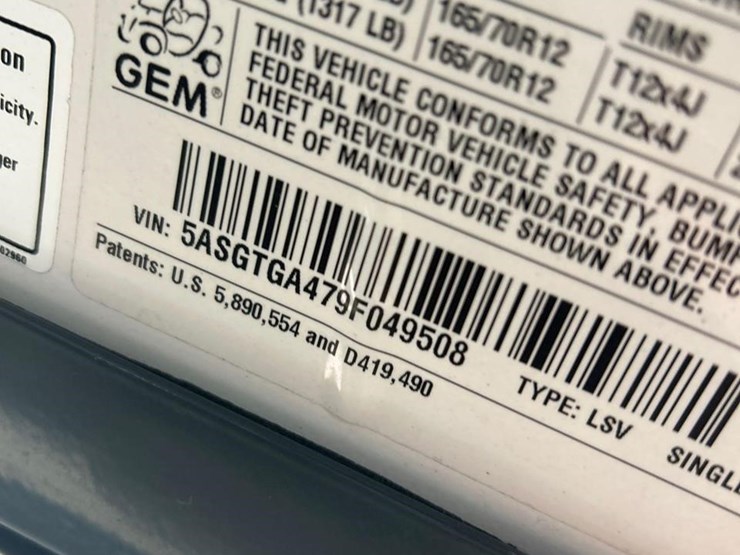 on
icity.
ger
02960
GEM®
(1317 LB)
165/70R12
165/70R12
RIMS
T12x4J
T12x4J
THIS VEHICLE CONFORMS TO ALL APPLI
FEDERAL MOTOR VEHICLE SAFETY, BUMP
THEFT PREVENTION STANDARDS IN EFFEC
DATE OF MANUFACTURE SHOWN ABOVE.
VIN: 5ASGTGA479F049508
TYPE: LSV
SINGL
Patents: U.S. 5,890,554 and D419,490